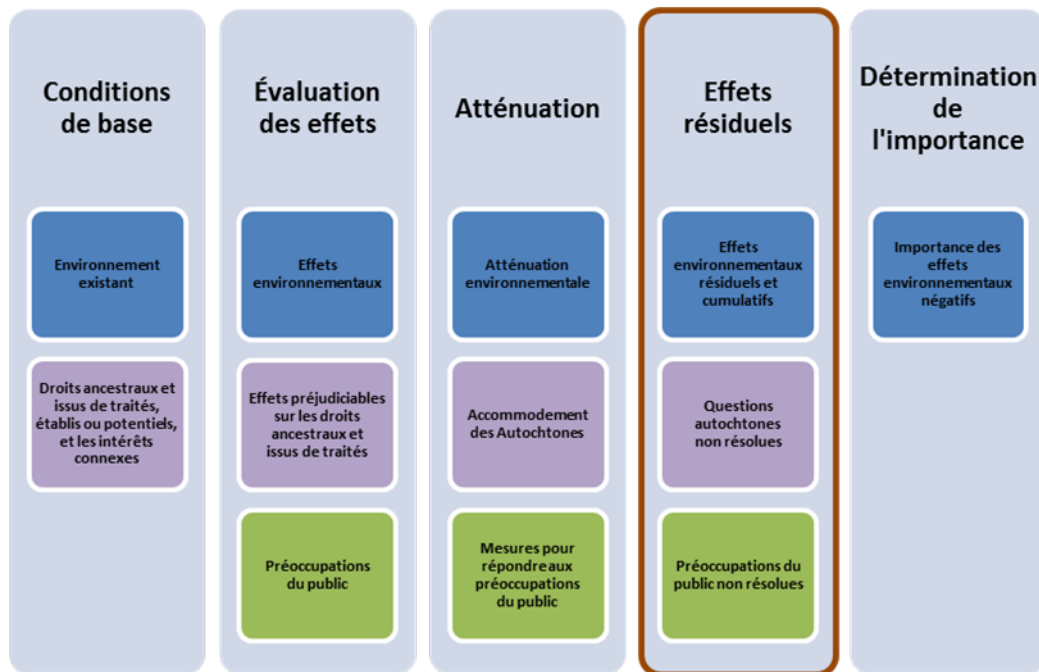 Conditions
de base
Environnement
existant
Droits ancestraux et
issus de traités,
établis ou potentiels,
et les intérêts
connexes
Évaluation
des effets
Effets
environnementaux
Effets préjudiciables
sur les droits
ancestraux et
issus de traités
Préoccupations
du public
Atténuation
Atténuation
environnementale
Accommodement
des Autochtones
Mesures pour
répondre aux
préoccupations
du public
Effets
résiduels
Effets
environnementaux
résiduels et
cumulatifs
Questions
autochtones
non résolues
Préoccupations du
public non résolues
Détermination
de
l'importance
Importance des
effets
environnementaux
négatifs